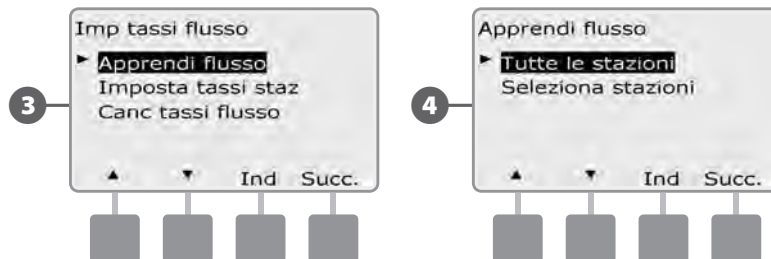 Imp tassi flusso
► Apprendi flusso
Imposta tassi staz
Canc tassi flusso
▲ ▼ Ind Succ.
3
Apprendi flusso
► Tutte le stazioni
Seleziona stazioni
▲ ▼ Ind Succ.
4